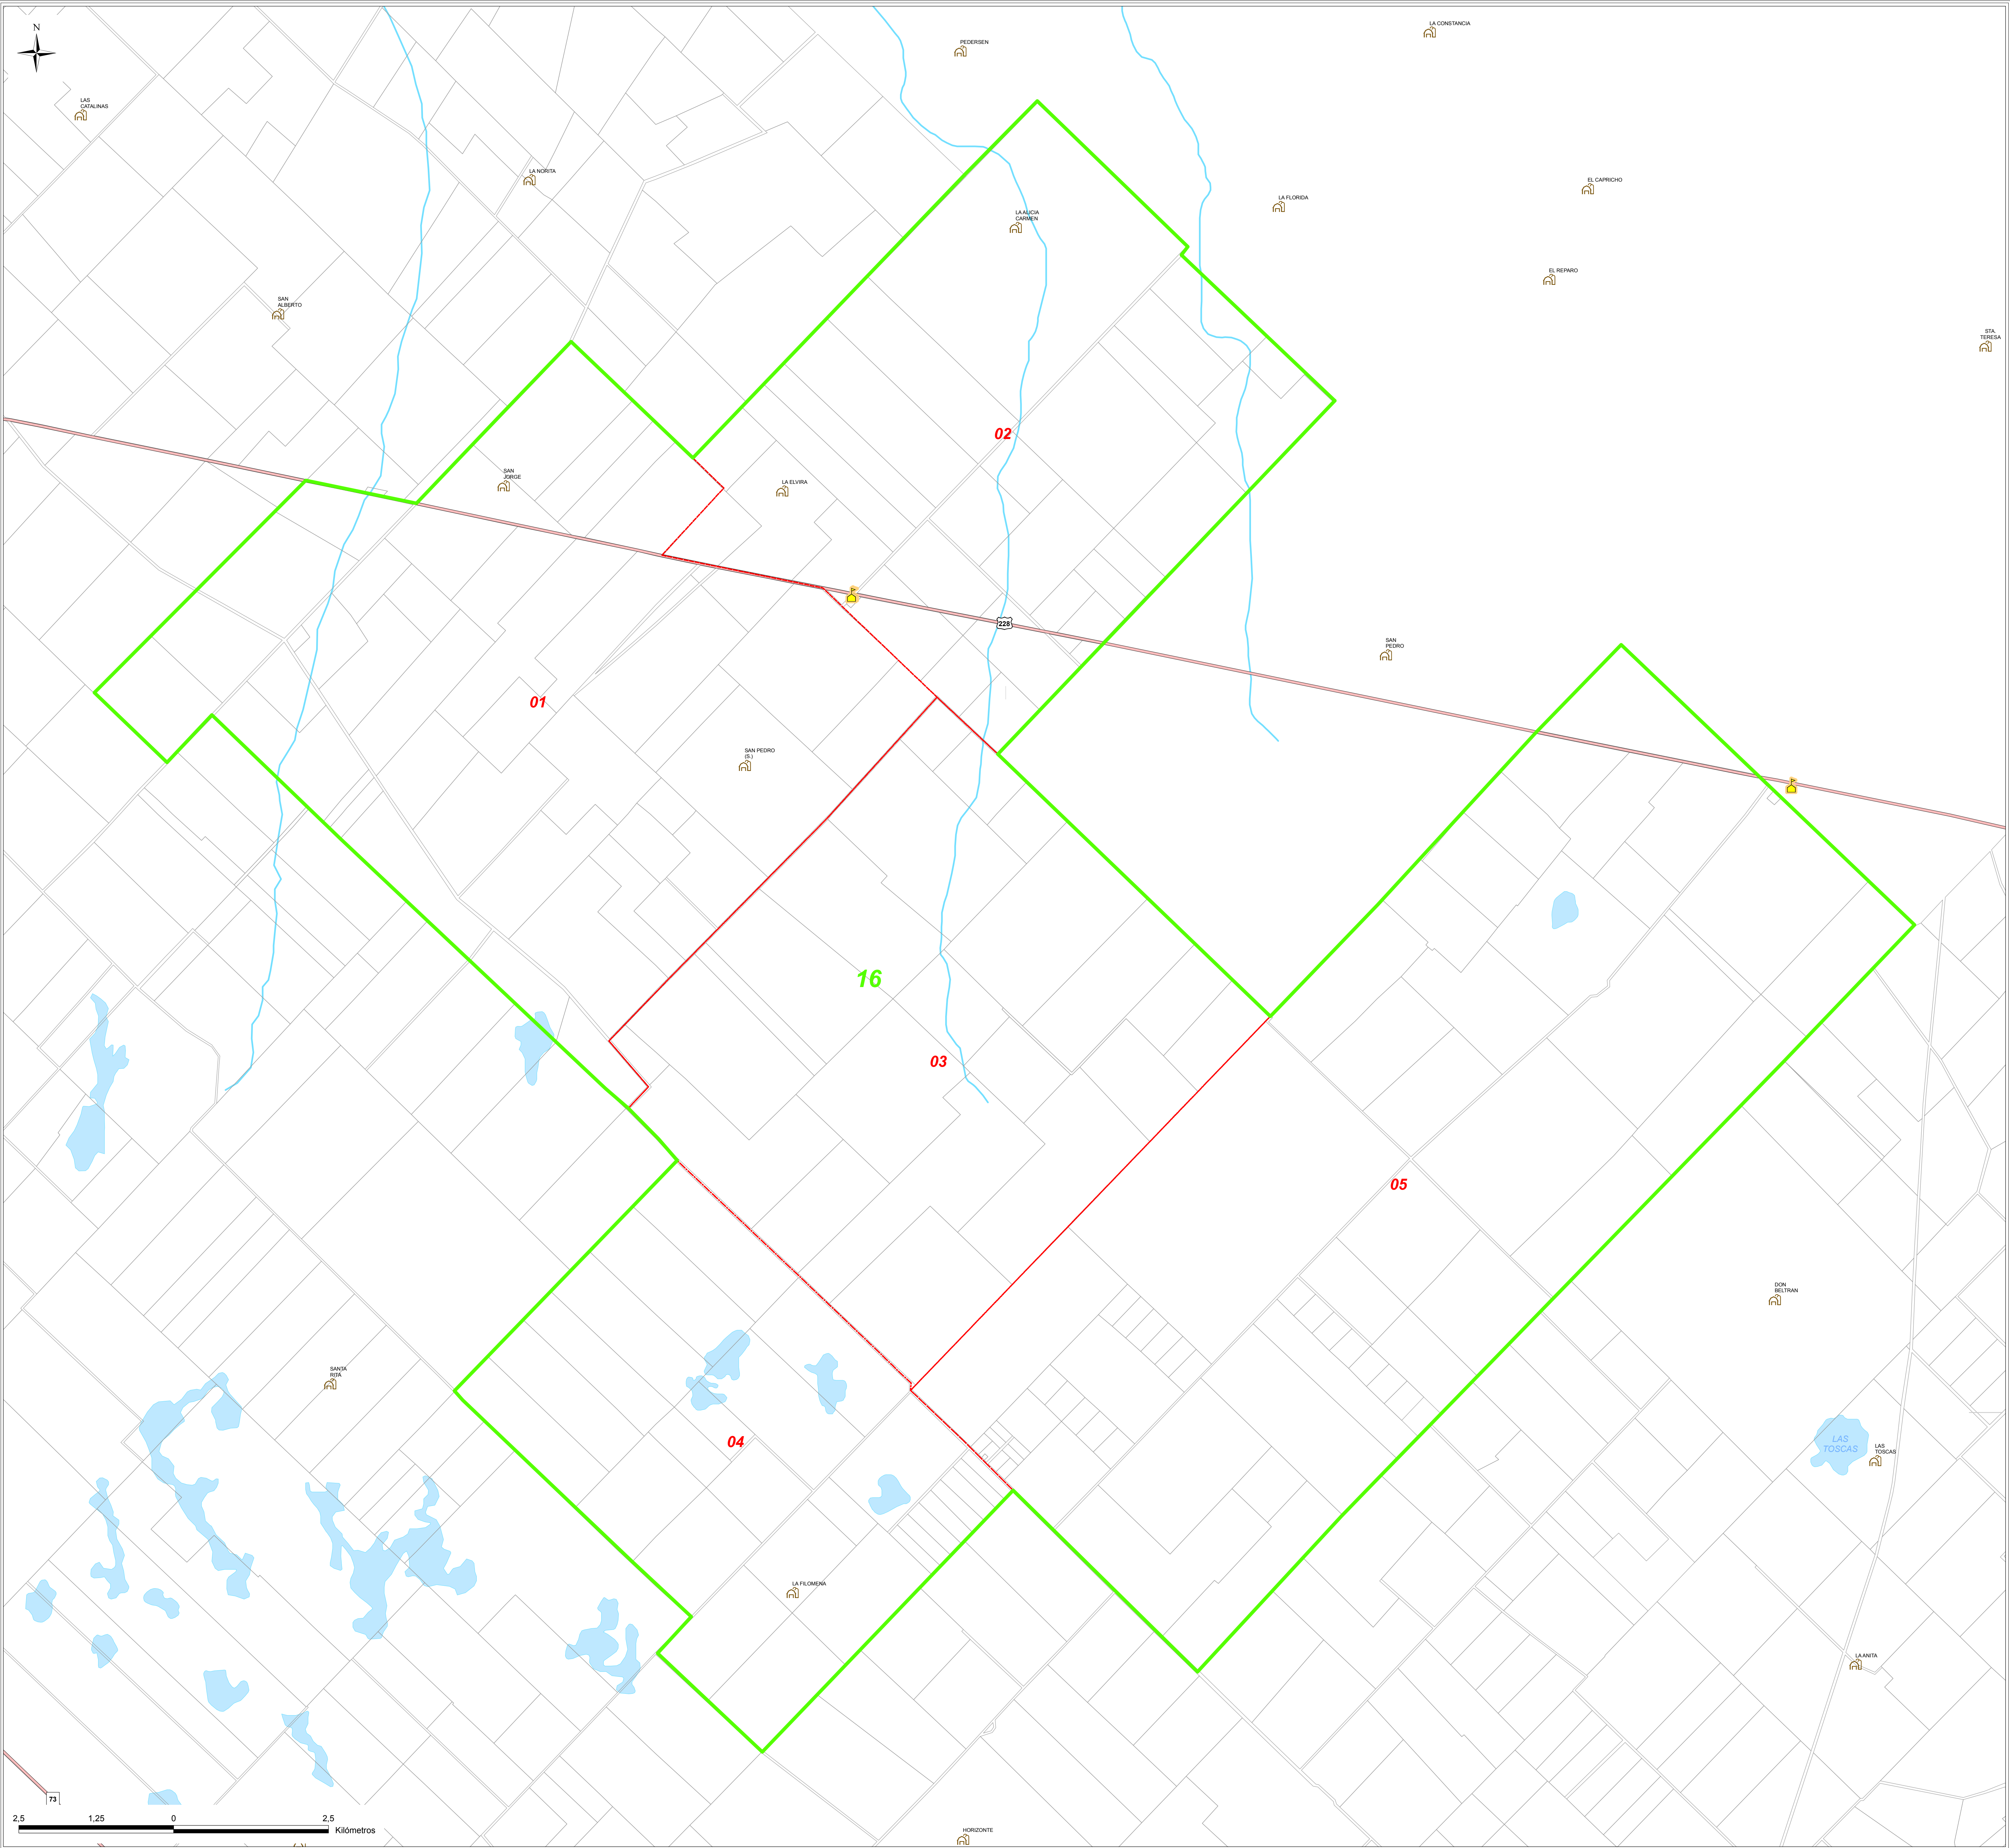 N
LA CONSTANCIA
PEDERSEN
LAS
CATALINAS
LA NORITA
EL CAPRICHO
LA FLORIDA
LA ALICIA
CARMEN
EL REPARO
SAN
ALBERTO
STA.
TERESA
02
SAN
JORGE
LA ELVIRA
228
SAN
PEDRO
01
SAN PEDRO
(S.)
16
03
05
DON
BELTRAN
SANTA
RITA
04
LAS
TOSCAS
LAS
TOSCAS
LA FILOMENA
LA ANITA
73
2,5 1,25 0 2,5
Kilómetros
HORIZONTE